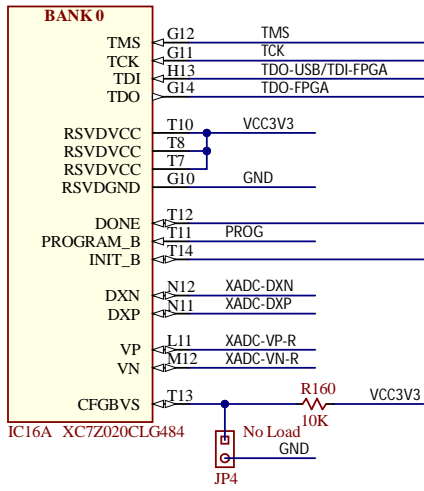 BANK 0
TMS G12 TMS
TCK G11 TCK
TDI H13 TDO-USB/TDI-FPGA
TDO G14 TDO-FPGA
RSVDVCC T10 VCC3V3
RSVDVCC T8
RSVDVCC T7
RSVDGND G10 GND
DONE T12
PROGRAM_B T11 PROG
INIT_B T14
DXN N12 XADC-DXN
DXP N11 XADC-DXP
VP L11 XADC-VP-R
VN M12 XADC-VN-R
CFGBVS T13 R160 VCC3V3
10K
IC16A XC7Z020CLG484 No Load
GND
JP4